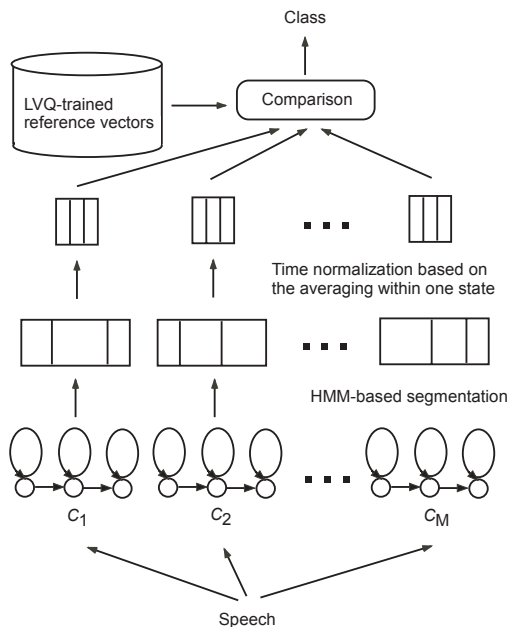 Class
LVQ-trained
reference vectors
Comparison
Time normalization based on
the averaging within one state
HMM-based segmentation
C1
C2
CM
Speech